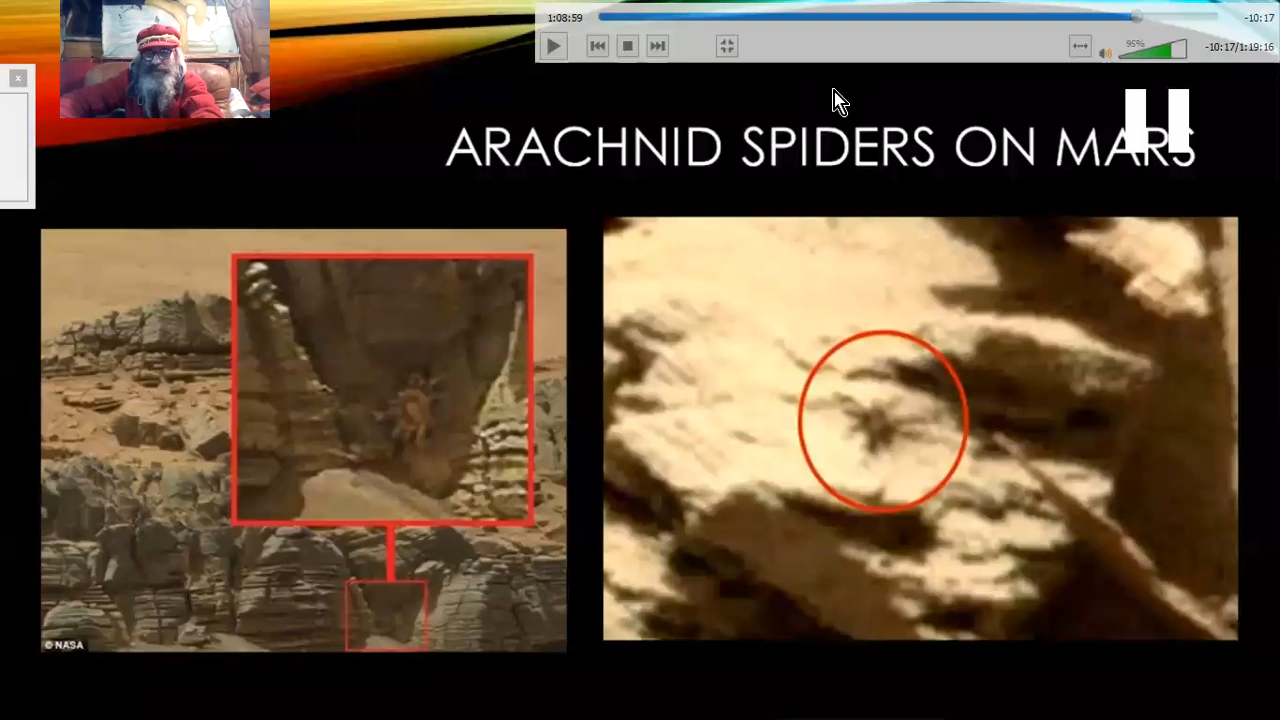 1:08:59
-10:17
95%
-10:17/1:19:16
x
ARACHNID SPIDERS ON MARS
© NASA